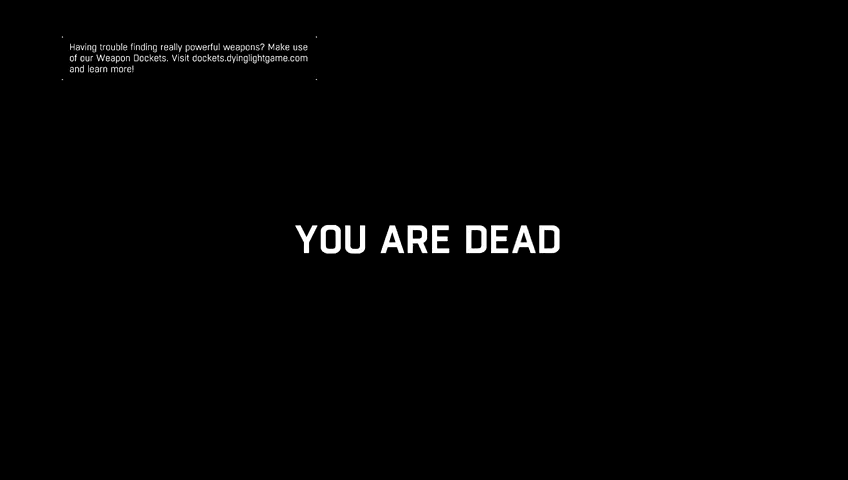 Having trouble finding really powerful weapons? Make use
of our Weapon Dockets. Visit dockets.dyinglightgame.com
and learn more!
YOU ARE DEAD